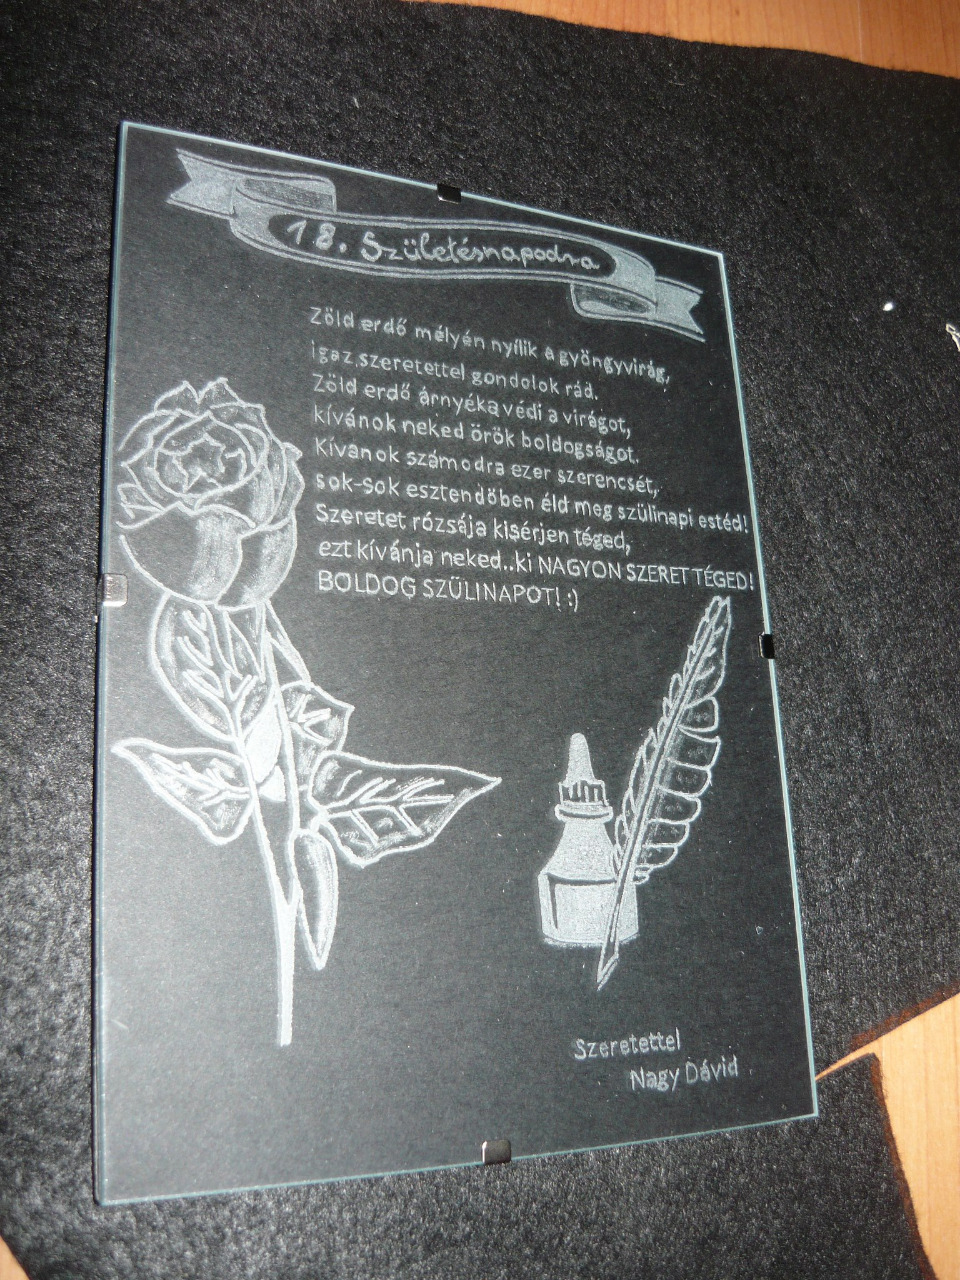 18. Születésnapodra
Zöld erdő mélyén nyílik a gyöngyvirág,
igaz szeretettel gondolok rád.
Zöld erdő árnyéka védi a virágot,
kívánok neked örök boldogságot.
Kívanok számodra ezer szerencsét,
sok-sok esztendőben éld meg szülinapi estéd!
Szeretet rózsája kisérjen téged,
ezt kívánja neked..ki NAGYON SZERET TÉGED!
BOLDOG SZÜLINAPOT! :)
Szeretettel
Nagy Dávid